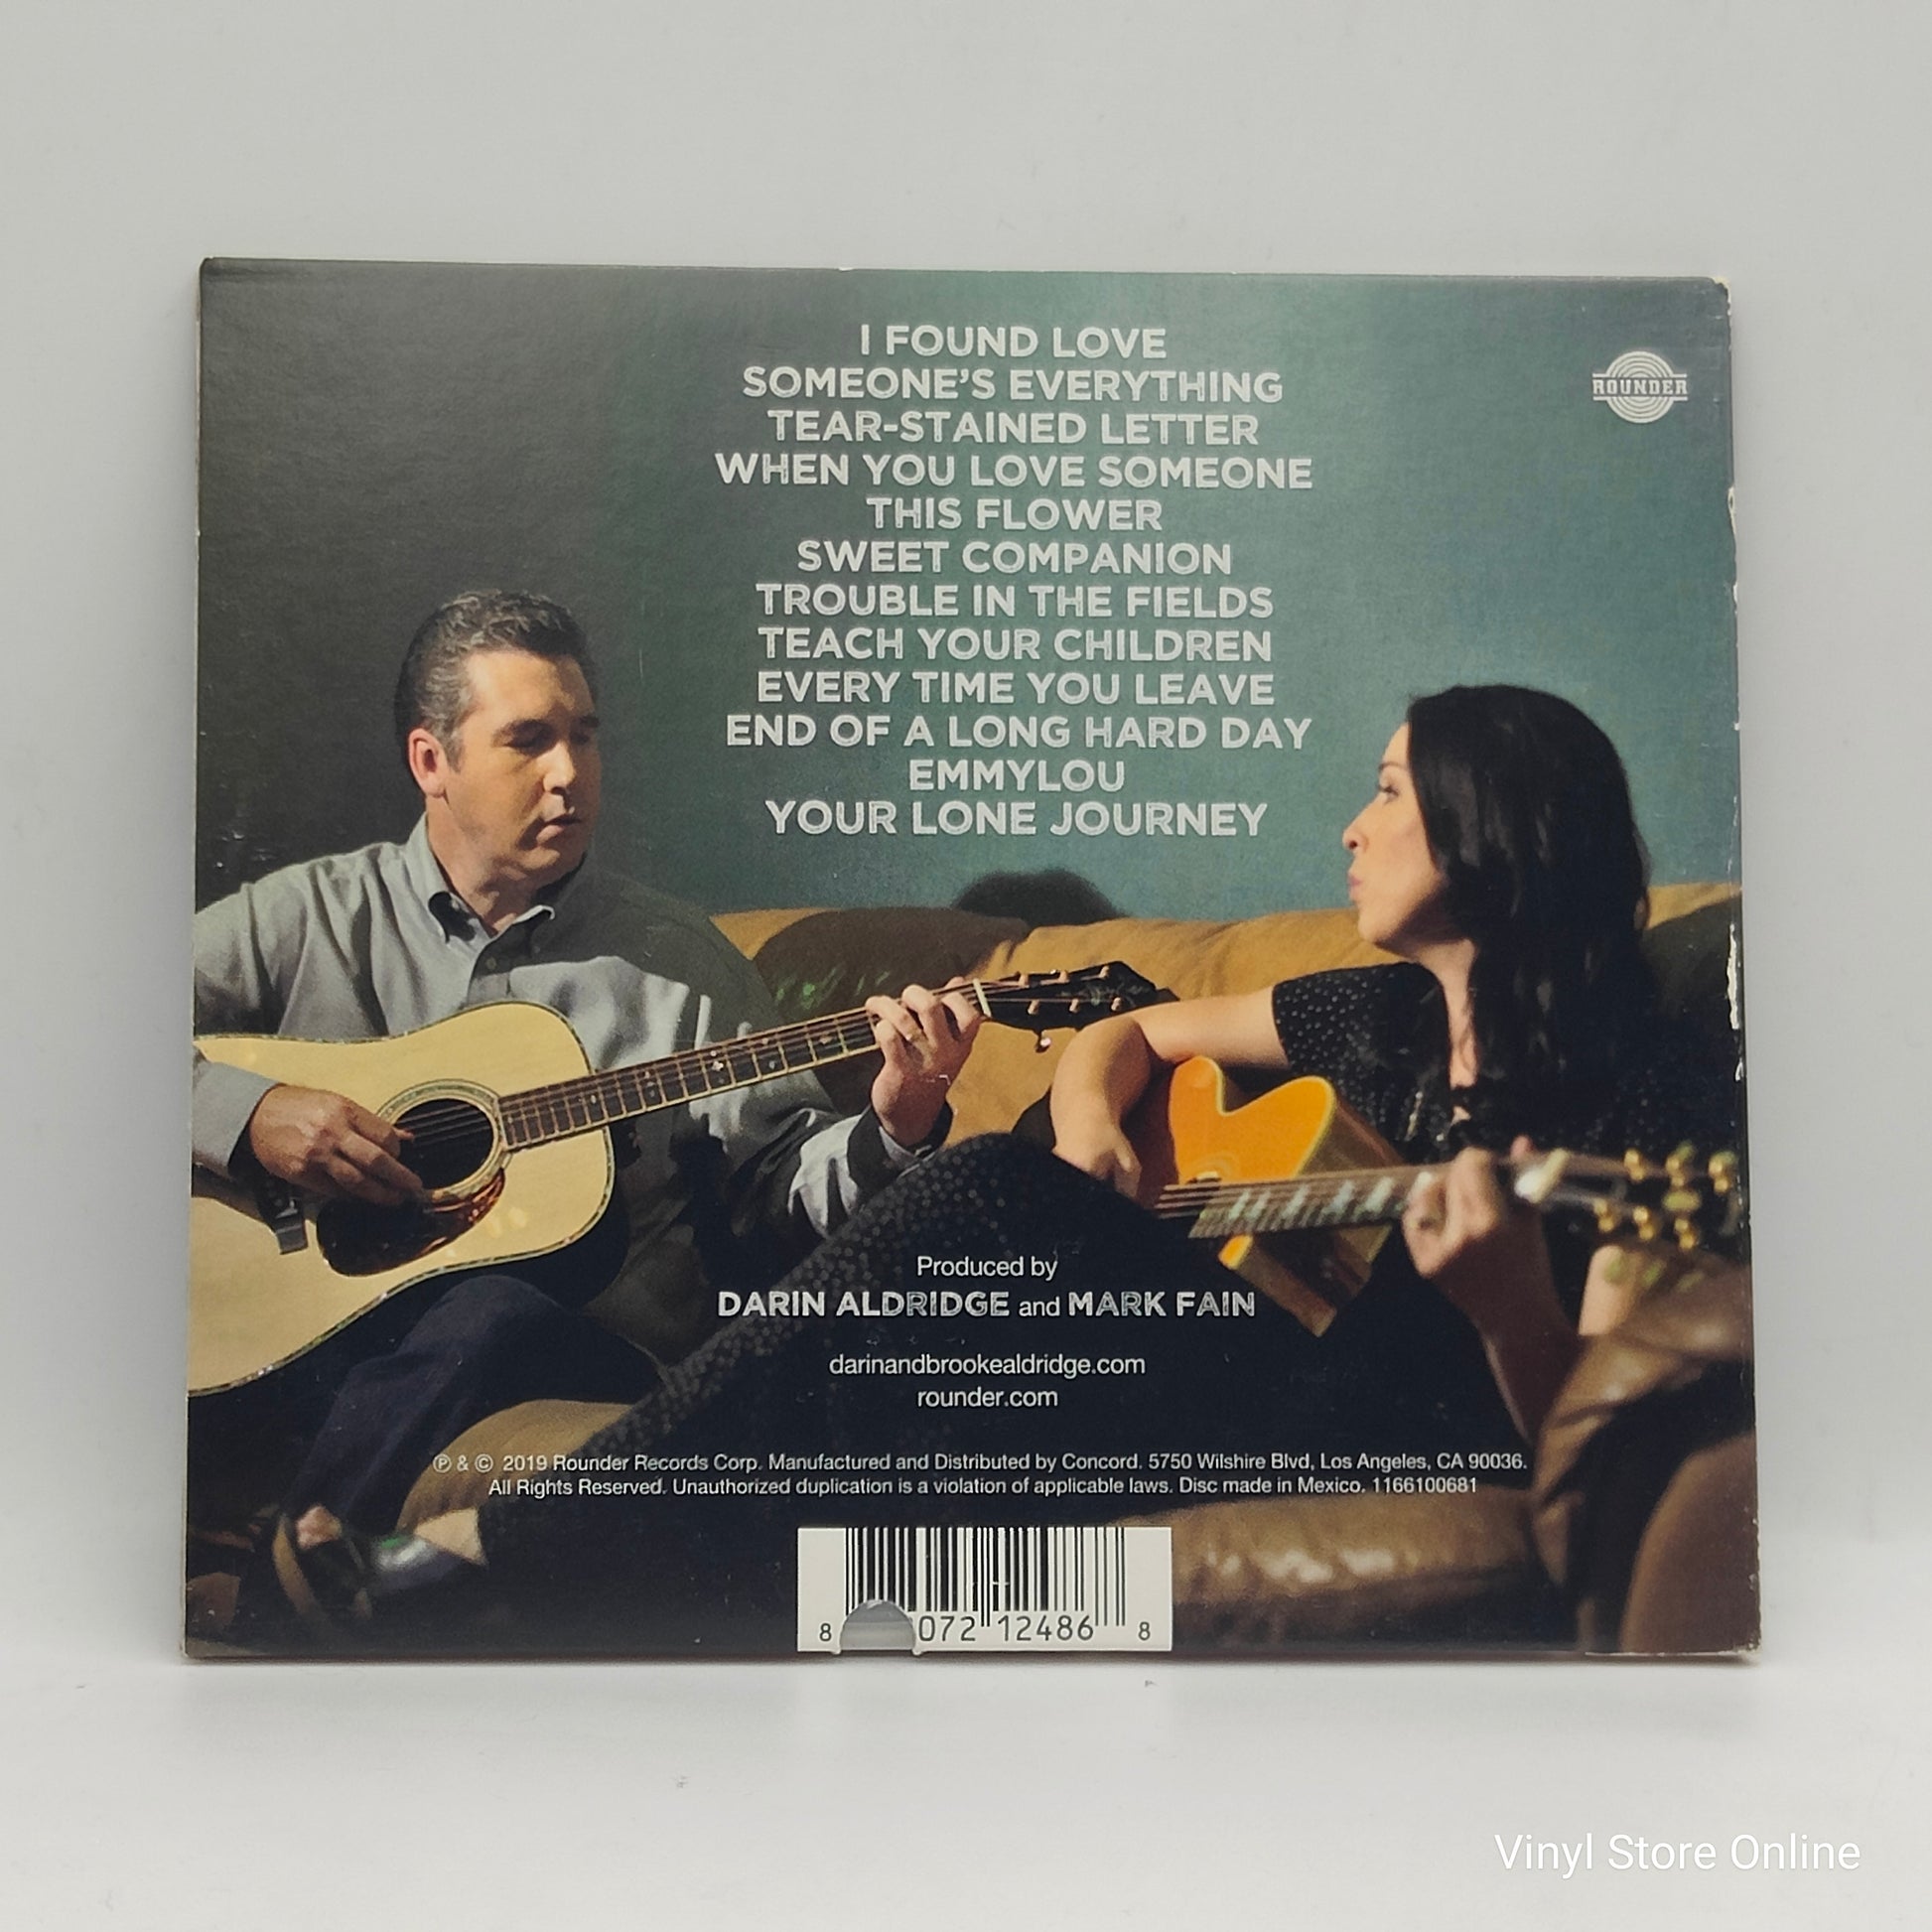 I FOUND LOVE
SOMEONE'S EVERYTHING
TEAR-STAINED LETTER
WHEN YOU LOVE SOMEONE
THIS FLOWER
SWEET COMPANION
TROUBLE IN THE FIELDS
TEACH YOUR CHILDREN
EVERY TIME YOU LEAVE
END OF A LONG HARD DAY
EMMYLOU
YOUR LONE JOURNEY
ROUNDER
Produced by
DARIN ALDRIDGE and MARK FAIN
darinandbrookealdridge.com
rounder.com
℗ & © 2019 Rounder Records Corp. Manufactured and Distributed by Concord. 5750 Wilshire Blvd, Los Angeles, CA 90036.
All Rights Reserved. Unauthorized duplication is a violation of applicable laws. Disc made in Mexico. 1166100681
8 072 12486 8
Vinyl Store Online